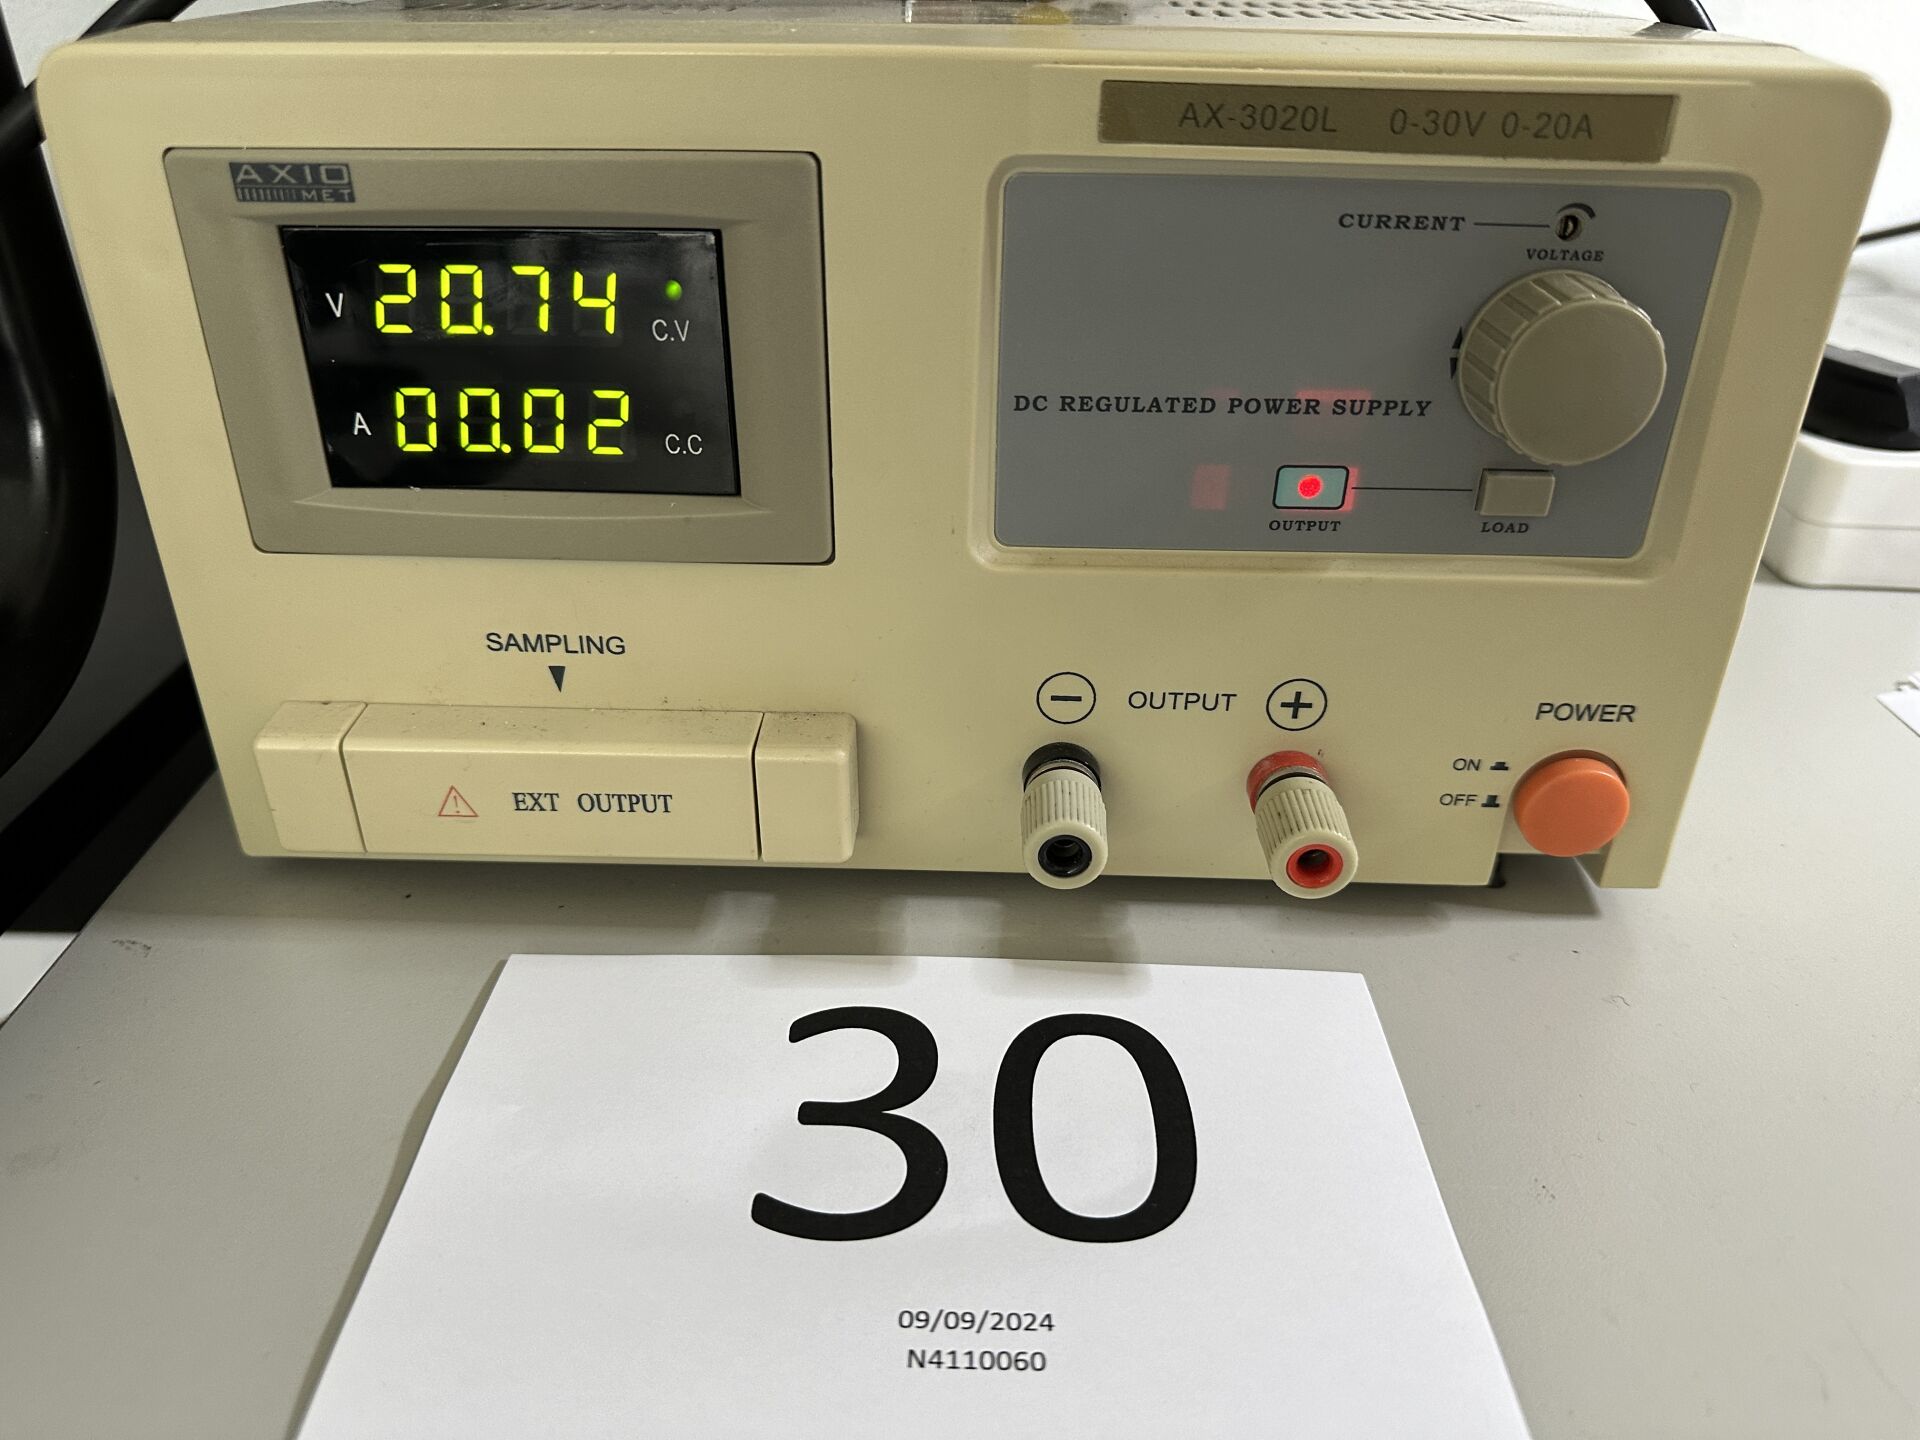 AX-3020L 0-30V 0-20A
AXIO
MET
V 20.74 C.V
A 00.02 C.C
CURRENT
VOLTAGE
DC REGULATED POWER SUPPLY
OUTPUT LOAD
SAMPLING
EXT OUTPUT
− OUTPUT +
POWER
ON
OFF
30
09/09/2024
N4110060